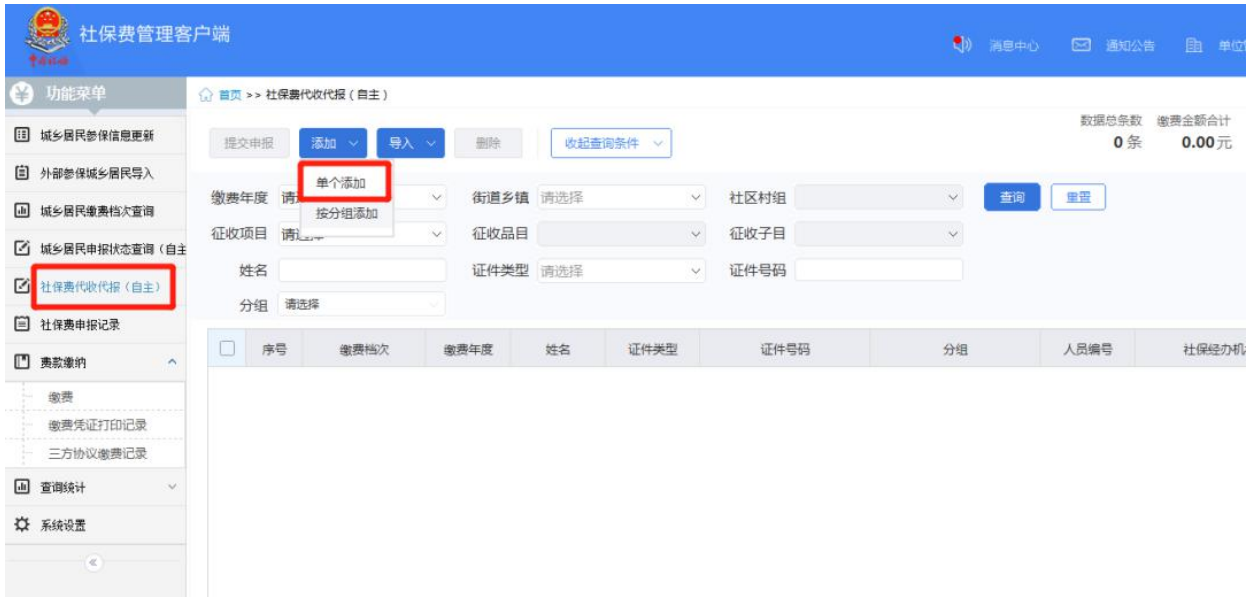 社保费管理客户端
中国税务
消息中心
通知公告
单位
功能菜单
首页 >> 社保费代收代报（自主）
城乡居民参保信息更新
外部参保城乡居民导入
城乡居民缴费档次查询
城乡居民申报状态查询（自主
社保费代收代报（自主）
社保费申报记录
费款缴纳
缴费
缴费凭证打印记录
三方协议缴费记录
查询统计
系统设置
提交申报 添加 导入 删除 收起查询条件
数据总条数 缴费金额合计
0 条 0.00 元
单个添加
按分组添加
缴费年度 街道乡镇 请选择 社区村组 查询 重置
征收项目 征收品目 征收子目
姓名 证件类型 请选择 证件号码
分组 请选择
序号 缴费档次 缴费年度 姓名 证件类型 证件号码 分组 人员编号 社保经办机